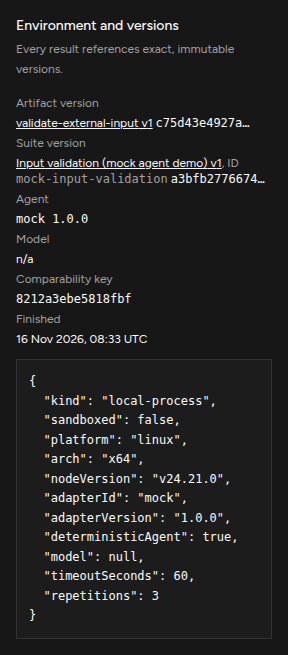 Environment and versions
Every result references exact, immutable
versions.
Artifact version
validate-external-input v1 c75d43e4927a…
Suite version
Input validation (mock agent demo) v1, ID
mock-input-validation a3bfb2776674…
Agent
mock 1.0.0
Model
n/a
Comparability key
8212a3ebe5818fbf
Finished
16 Nov 2026, 08:33 UTC
{
  "kind": "local-process",
  "sandboxed": false,
  "platform": "linux",
  "arch": "x64",
  "nodeVersion": "v24.21.0",
  "adapterId": "mock",
  "adapterVersion": "1.0.0",
  "deterministicAgent": true,
  "model": null,
  "timeoutSeconds": 60,
  "repetitions": 3
}